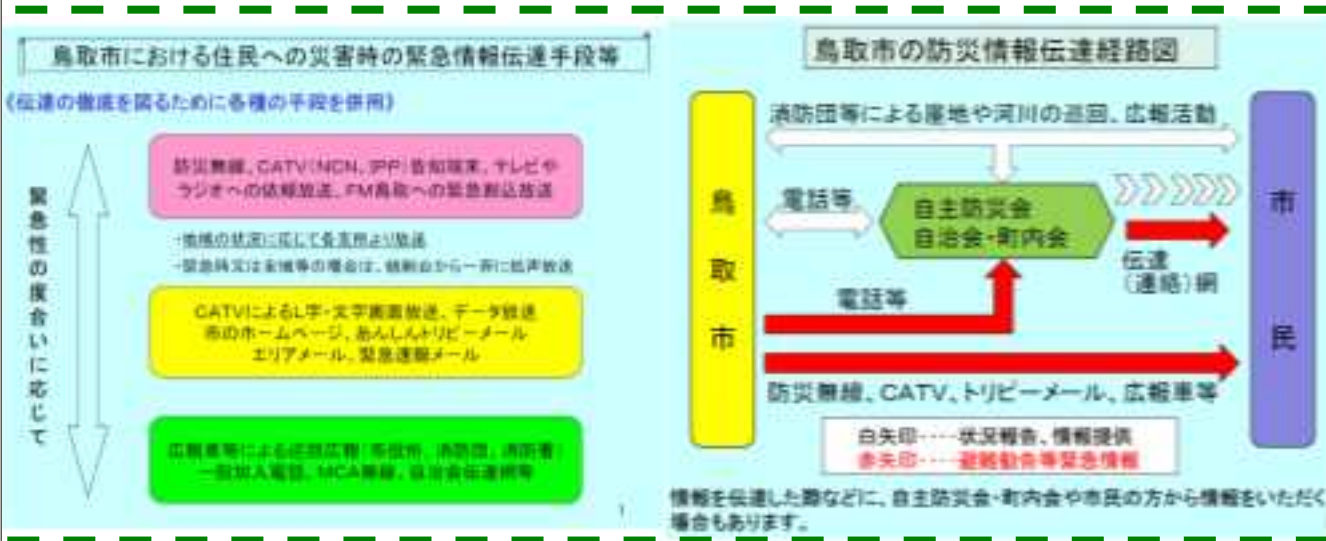 鳥取市における住民への災害時の緊急情報伝達手段等
《伝達の徹底を図るために各種の手段を併用》
緊急性の度合いに応じて
防災無線、CATV(NCN、IPP)告知端末、テレビや
ラジオへの依頼放送、FM鳥取への緊急割込放送
・地域の状況に応じて各支所より放送
・緊急時又は全域等の場合は、統制台から一斉に拡声放送
CATVによるL字・文字画面放送、データ放送
市のホームページ、あんしんトリピーメール
エリアメール、緊急速報メール
広報車等による巡回広報(市役所、消防団、消防署)
一般加入電話、MCA無線、自治会伝達網等
1
鳥取市の防災情報伝達経路図
鳥取市
消防団等による の巡回、広報活動
電話等
自主防災会
自治会・町内会
伝達
(連絡)網
電話等
防災無線、CATV、トリピーメール、広報車等
市民
白矢印‥‥‥状況報告、情報提供
赤矢印‥‥‥避難勧告等緊急情報
情報を伝達した際などに、自主防災会・町内会や市民の方から情報をいただく
場合もあります。